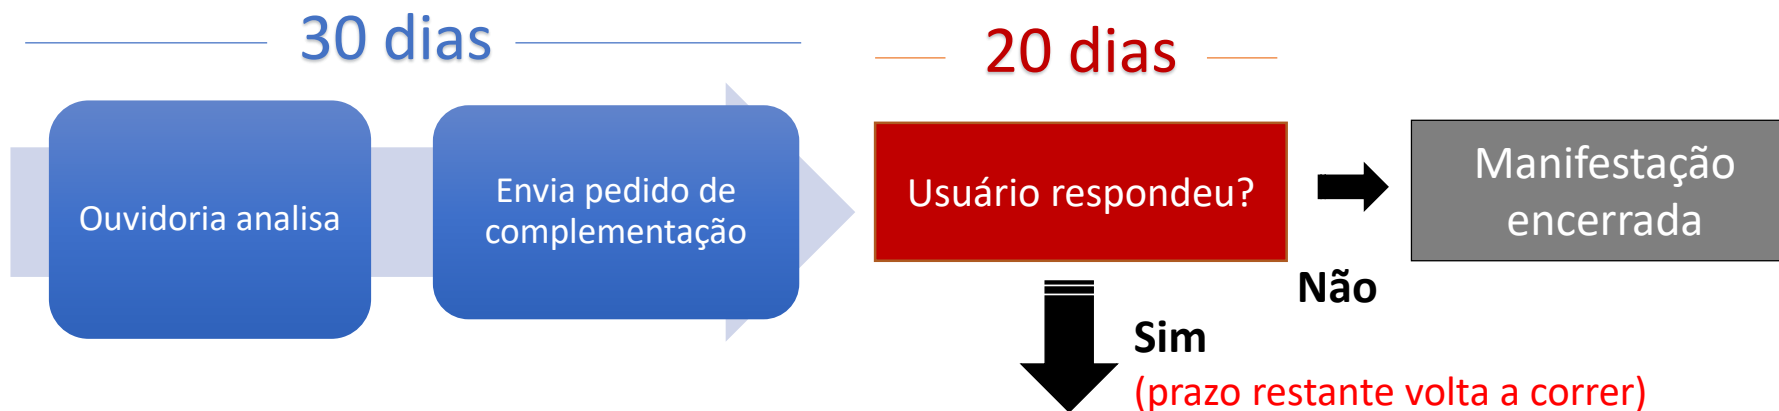 30 dias
20 dias
Ouvidoria analisa
Envia pedido de
complementação
Usuário respondeu?
Manifestação
encerrada
Não
Sim
(prazo restante volta a correr)